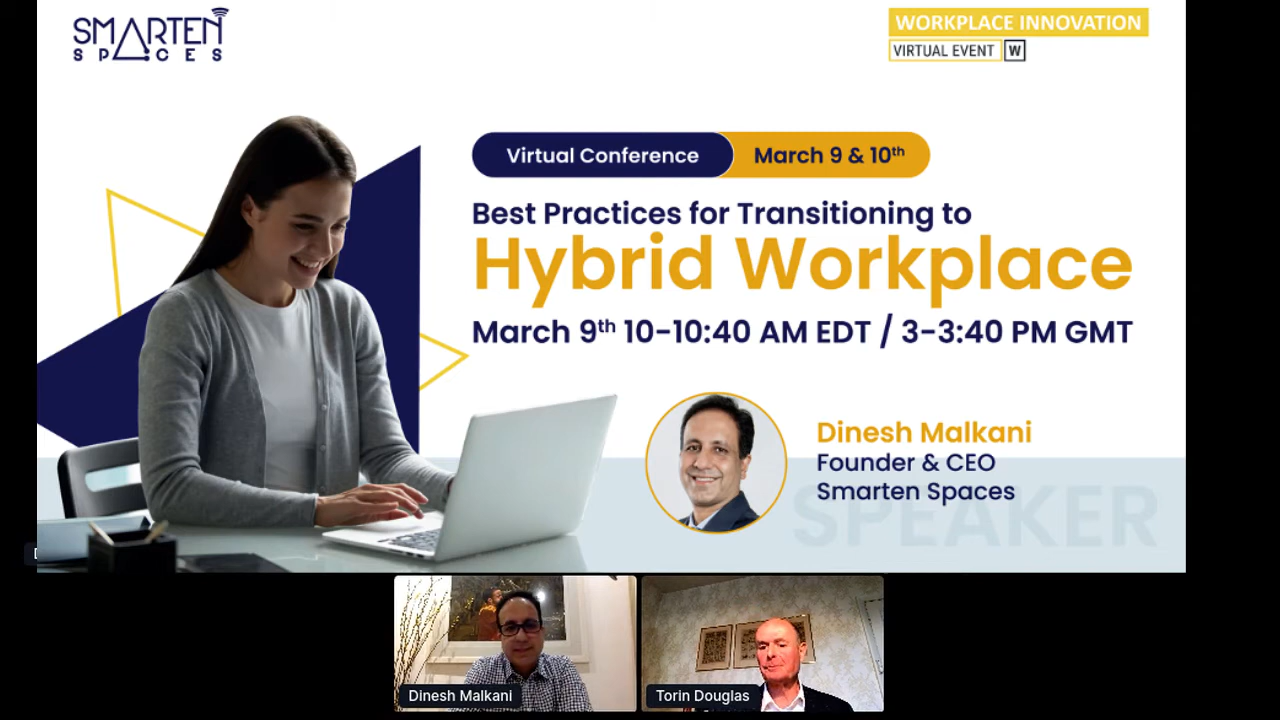 SMARTEN
SPACES
WORKPLACE INNOVATION
VIRTUAL EVENT W
Virtual Conference March 9 & 10th
Best Practices for Transitioning to
Hybrid Workplace
March 9th 10-10:40 AM EDT / 3-3:40 PM GMT
Dinesh Malkani
Founder & CEO
Smarten Spaces
SPEAKER
Dinesh Malkani
Torin Douglas